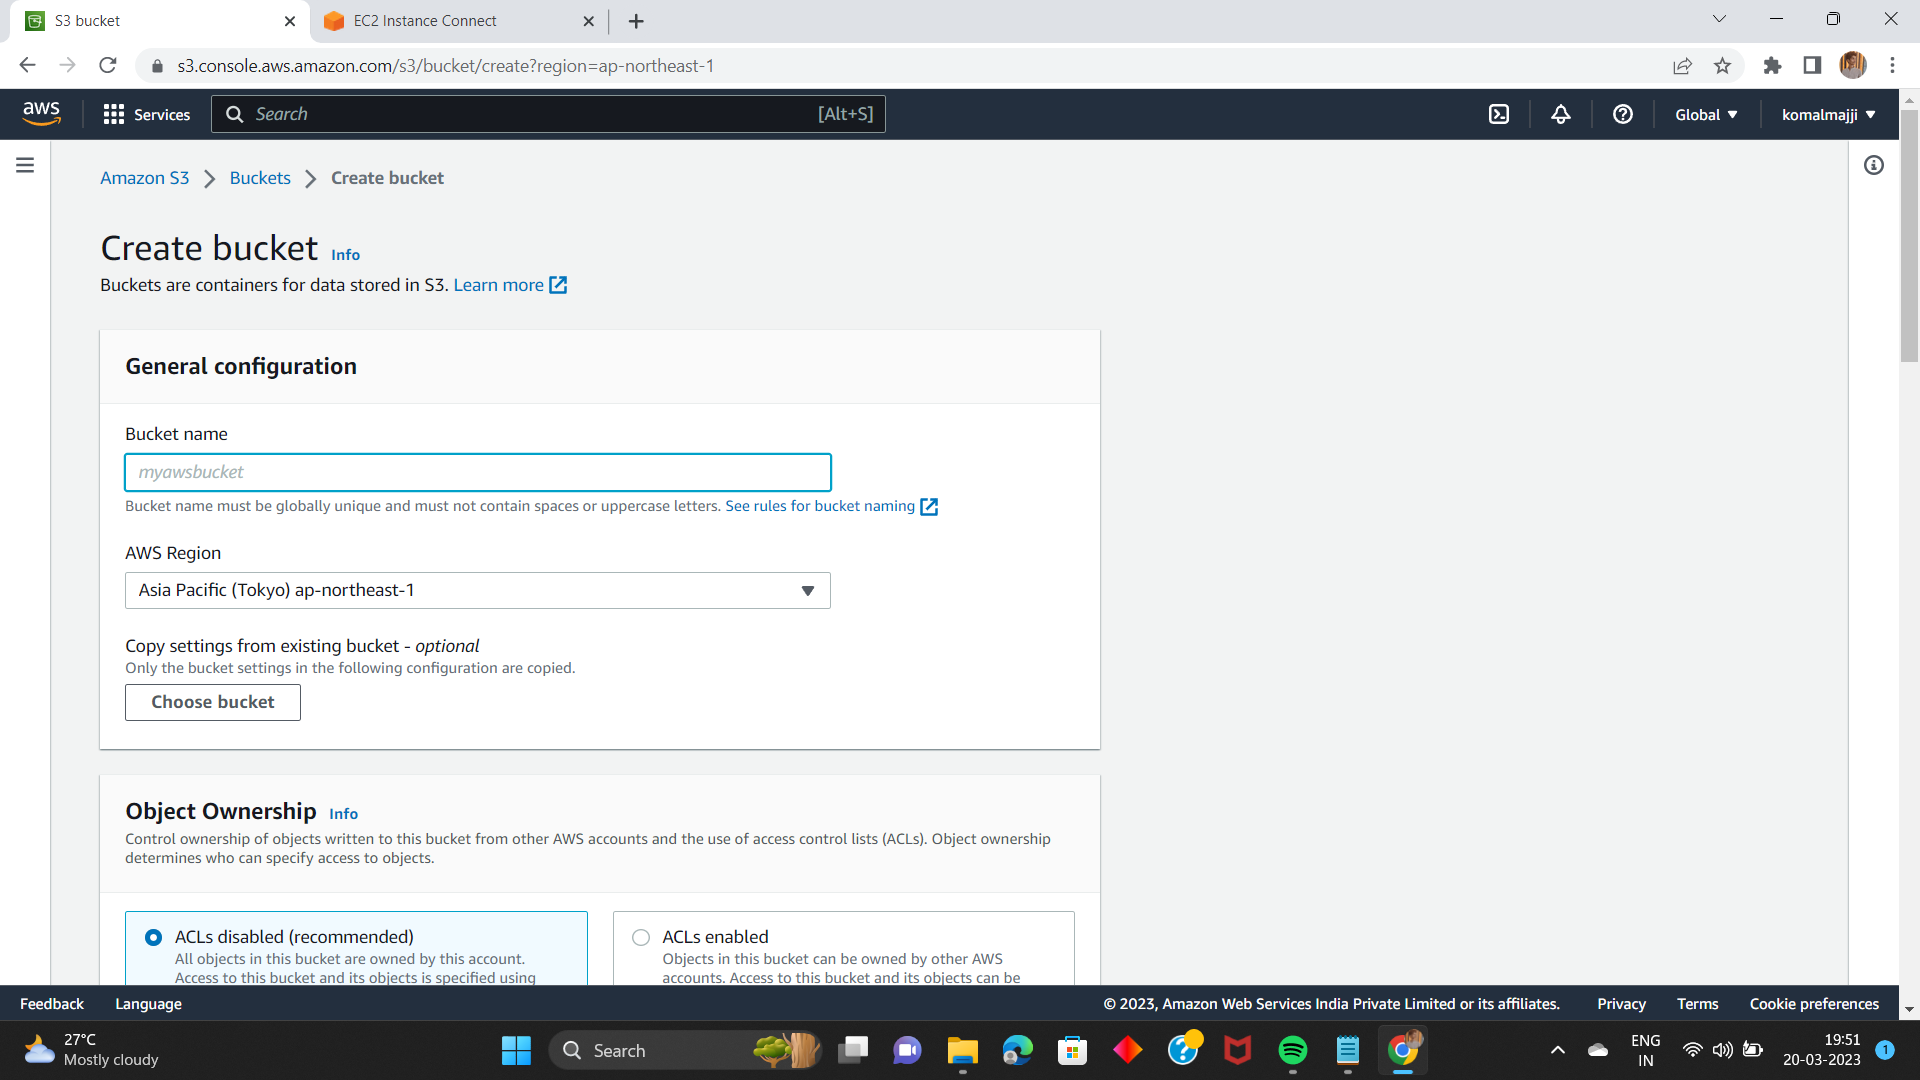 S3 bucket
EC2 Instance Connect
s3.console.aws.amazon.com/s3/bucket/create?region=ap-northeast-1
aws
Services
Search
[Alt+S]
Global
komalmajji
Amazon S3
Buckets
Create bucket
Create bucket Info
Buckets are containers for data stored in S3. Learn more
General configuration
Bucket name
myawsbucket
Bucket name must be globally unique and must not contain spaces or uppercase letters. See rules for bucket naming
AWS Region
Asia Pacific (Tokyo) ap-northeast-1
Copy settings from existing bucket - optional
Only the bucket settings in the following configuration are copied.
Choose bucket
Object Ownership Info
Control ownership of objects written to this bucket from other AWS accounts and the use of access control lists (ACLs). Object ownership
determines who can specify access to objects.
ACLs disabled (recommended)
All objects in this bucket are owned by this account.
Access to this bucket and its objects is specified using
ACLs enabled
Objects in this bucket can be owned by other AWS
accounts. Access to this bucket and its objects can be
Feedback
Language
© 2023, Amazon Web Services India Private Limited or its affiliates.
Privacy
Terms
Cookie preferences
27°C
Mostly cloudy
Search
ENG
IN
19:51
20-03-2023
1